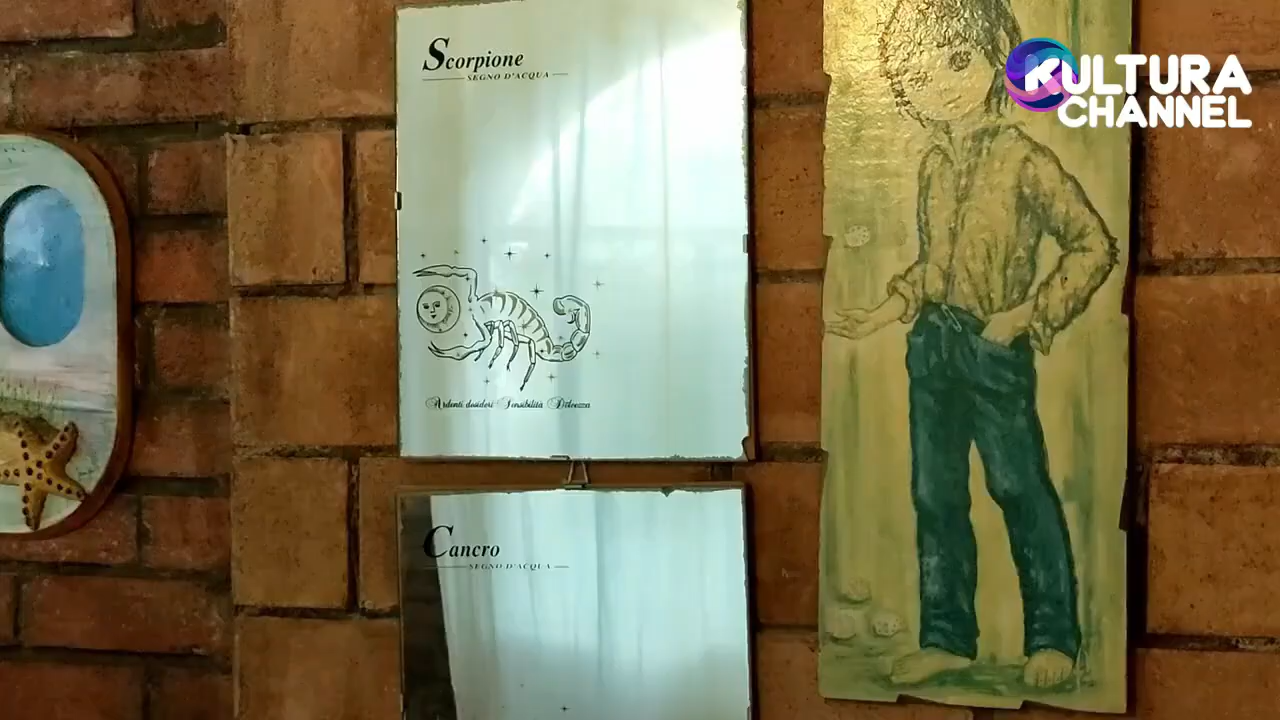 Scorpione
SEGNO D'ACQUA
Ardenti desideri Sensibilità Dolcezza
Cancro
SEGNO D'ACQUA
KULTURA
CHANNEL